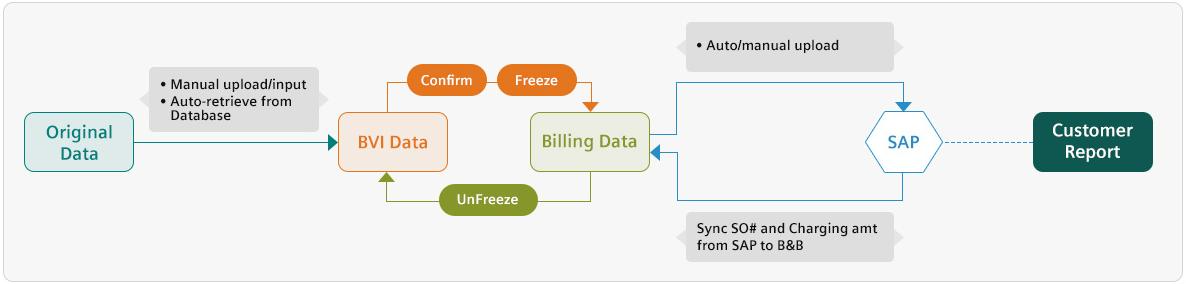 • Auto/manual upload
• Manual upload/input
• Auto-retrieve from
Database
Confirm
Freeze
Original
Data
BVI Data
Billing Data
SAP
Customer
Report
UnFreeze
Sync SO# and Charging amt
from SAP to B&B